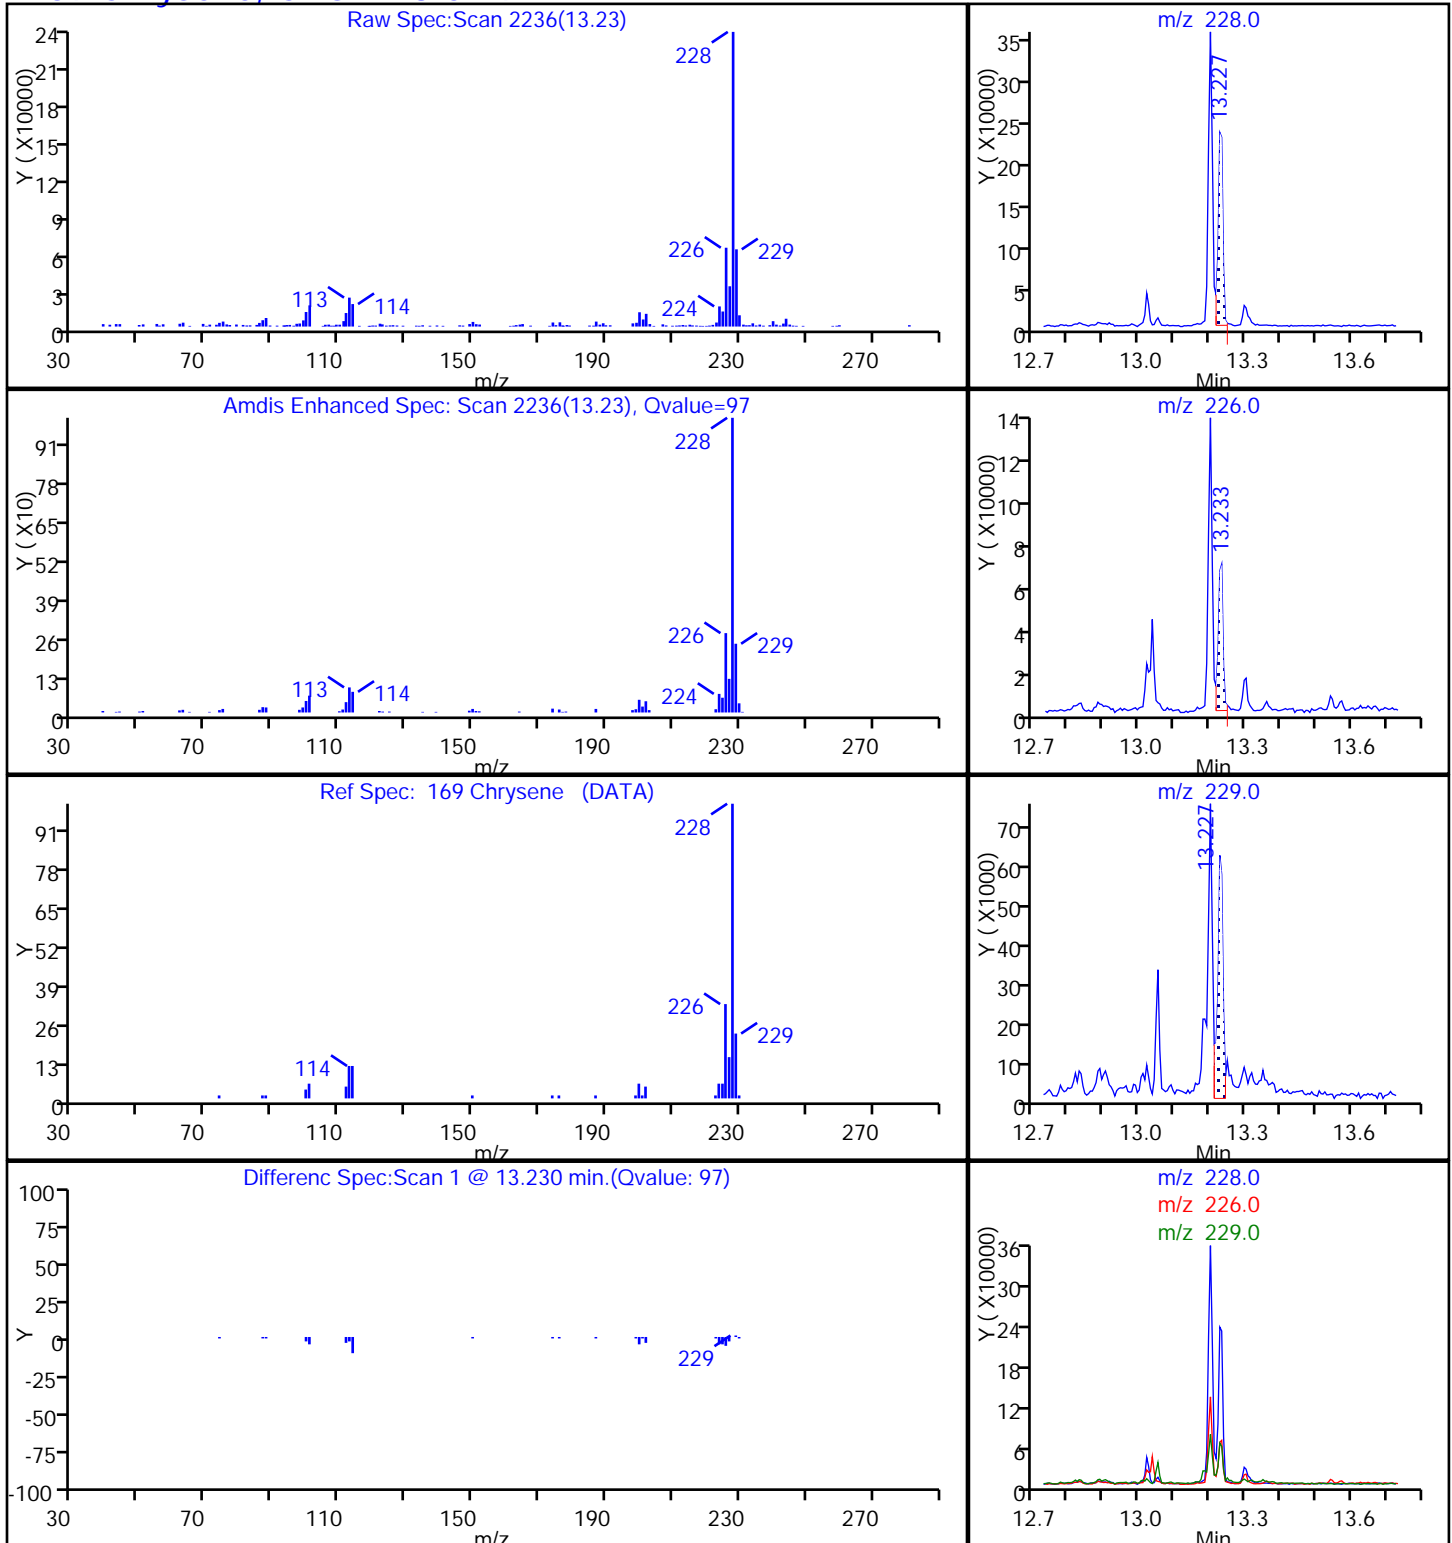 Raw Spec:Scan 2236(13.23)
Y ( X10000)
24
21
18
15
12
9
6
3
0
228
226
229
224
113
114
30 70 110 150 190 230 270
m/z
m/z 228.0
Y ( X10000)
35
30
25
20
15
10
5
0
13.227
12.7 13.0 13.3 13.6
Min
Amdis Enhanced Spec: Scan 2236(13.23), Qvalue=97
Y ( X10)
91
78
65
52
39
26
13
0
228
226
229
224
113
114
30 70 110 150 190 230 270
m/z
m/z 226.0
Y ( X10000)
14
12
10
8
6
4
2
0
13.233
12.7 13.0 13.3 13.6
Min
Ref Spec: 169 Chrysene (DATA)
Y
91
78
65
52
39
26
13
0
228
226
229
114
30 70 110 150 190 230 270
m/z
m/z 229.0
Y ( X1000)
70
60
50
40
30
20
10
0
13.227
12.7 13.0 13.3 13.6
Min
Differenc Spec:Scan 1 @ 13.230 min.(Qvalue: 97)
Y
100
75
50
25
0
-25
-50
-75
-100
229
30 70 110 150 190 230 270
m/z
m/z 228.0
m/z 226.0
m/z 229.0
Y ( X10000)
36
30
24
18
12
6
0
12.7 13.0 13.3 13.6
Min